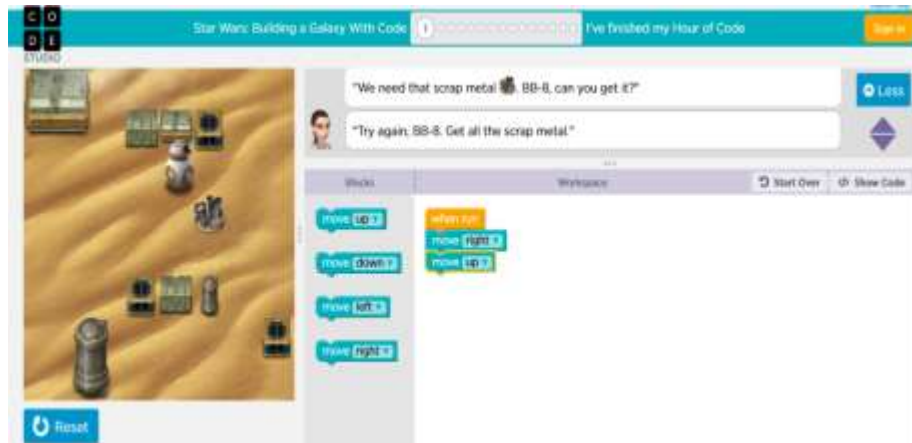 C O
D E
STUDIO
Star Wars: Building a Galaxy With Code
1
I've finished my Hour of Code
Sign in
"We need that scrap metal . BB-8, can you get it?"
Less
"Try again, BB-8. Get all the scrap metal."
Blocks
Workspace
Start Over
Show Code
move up
when run
move right
move up
move down
move left
move right
Reset